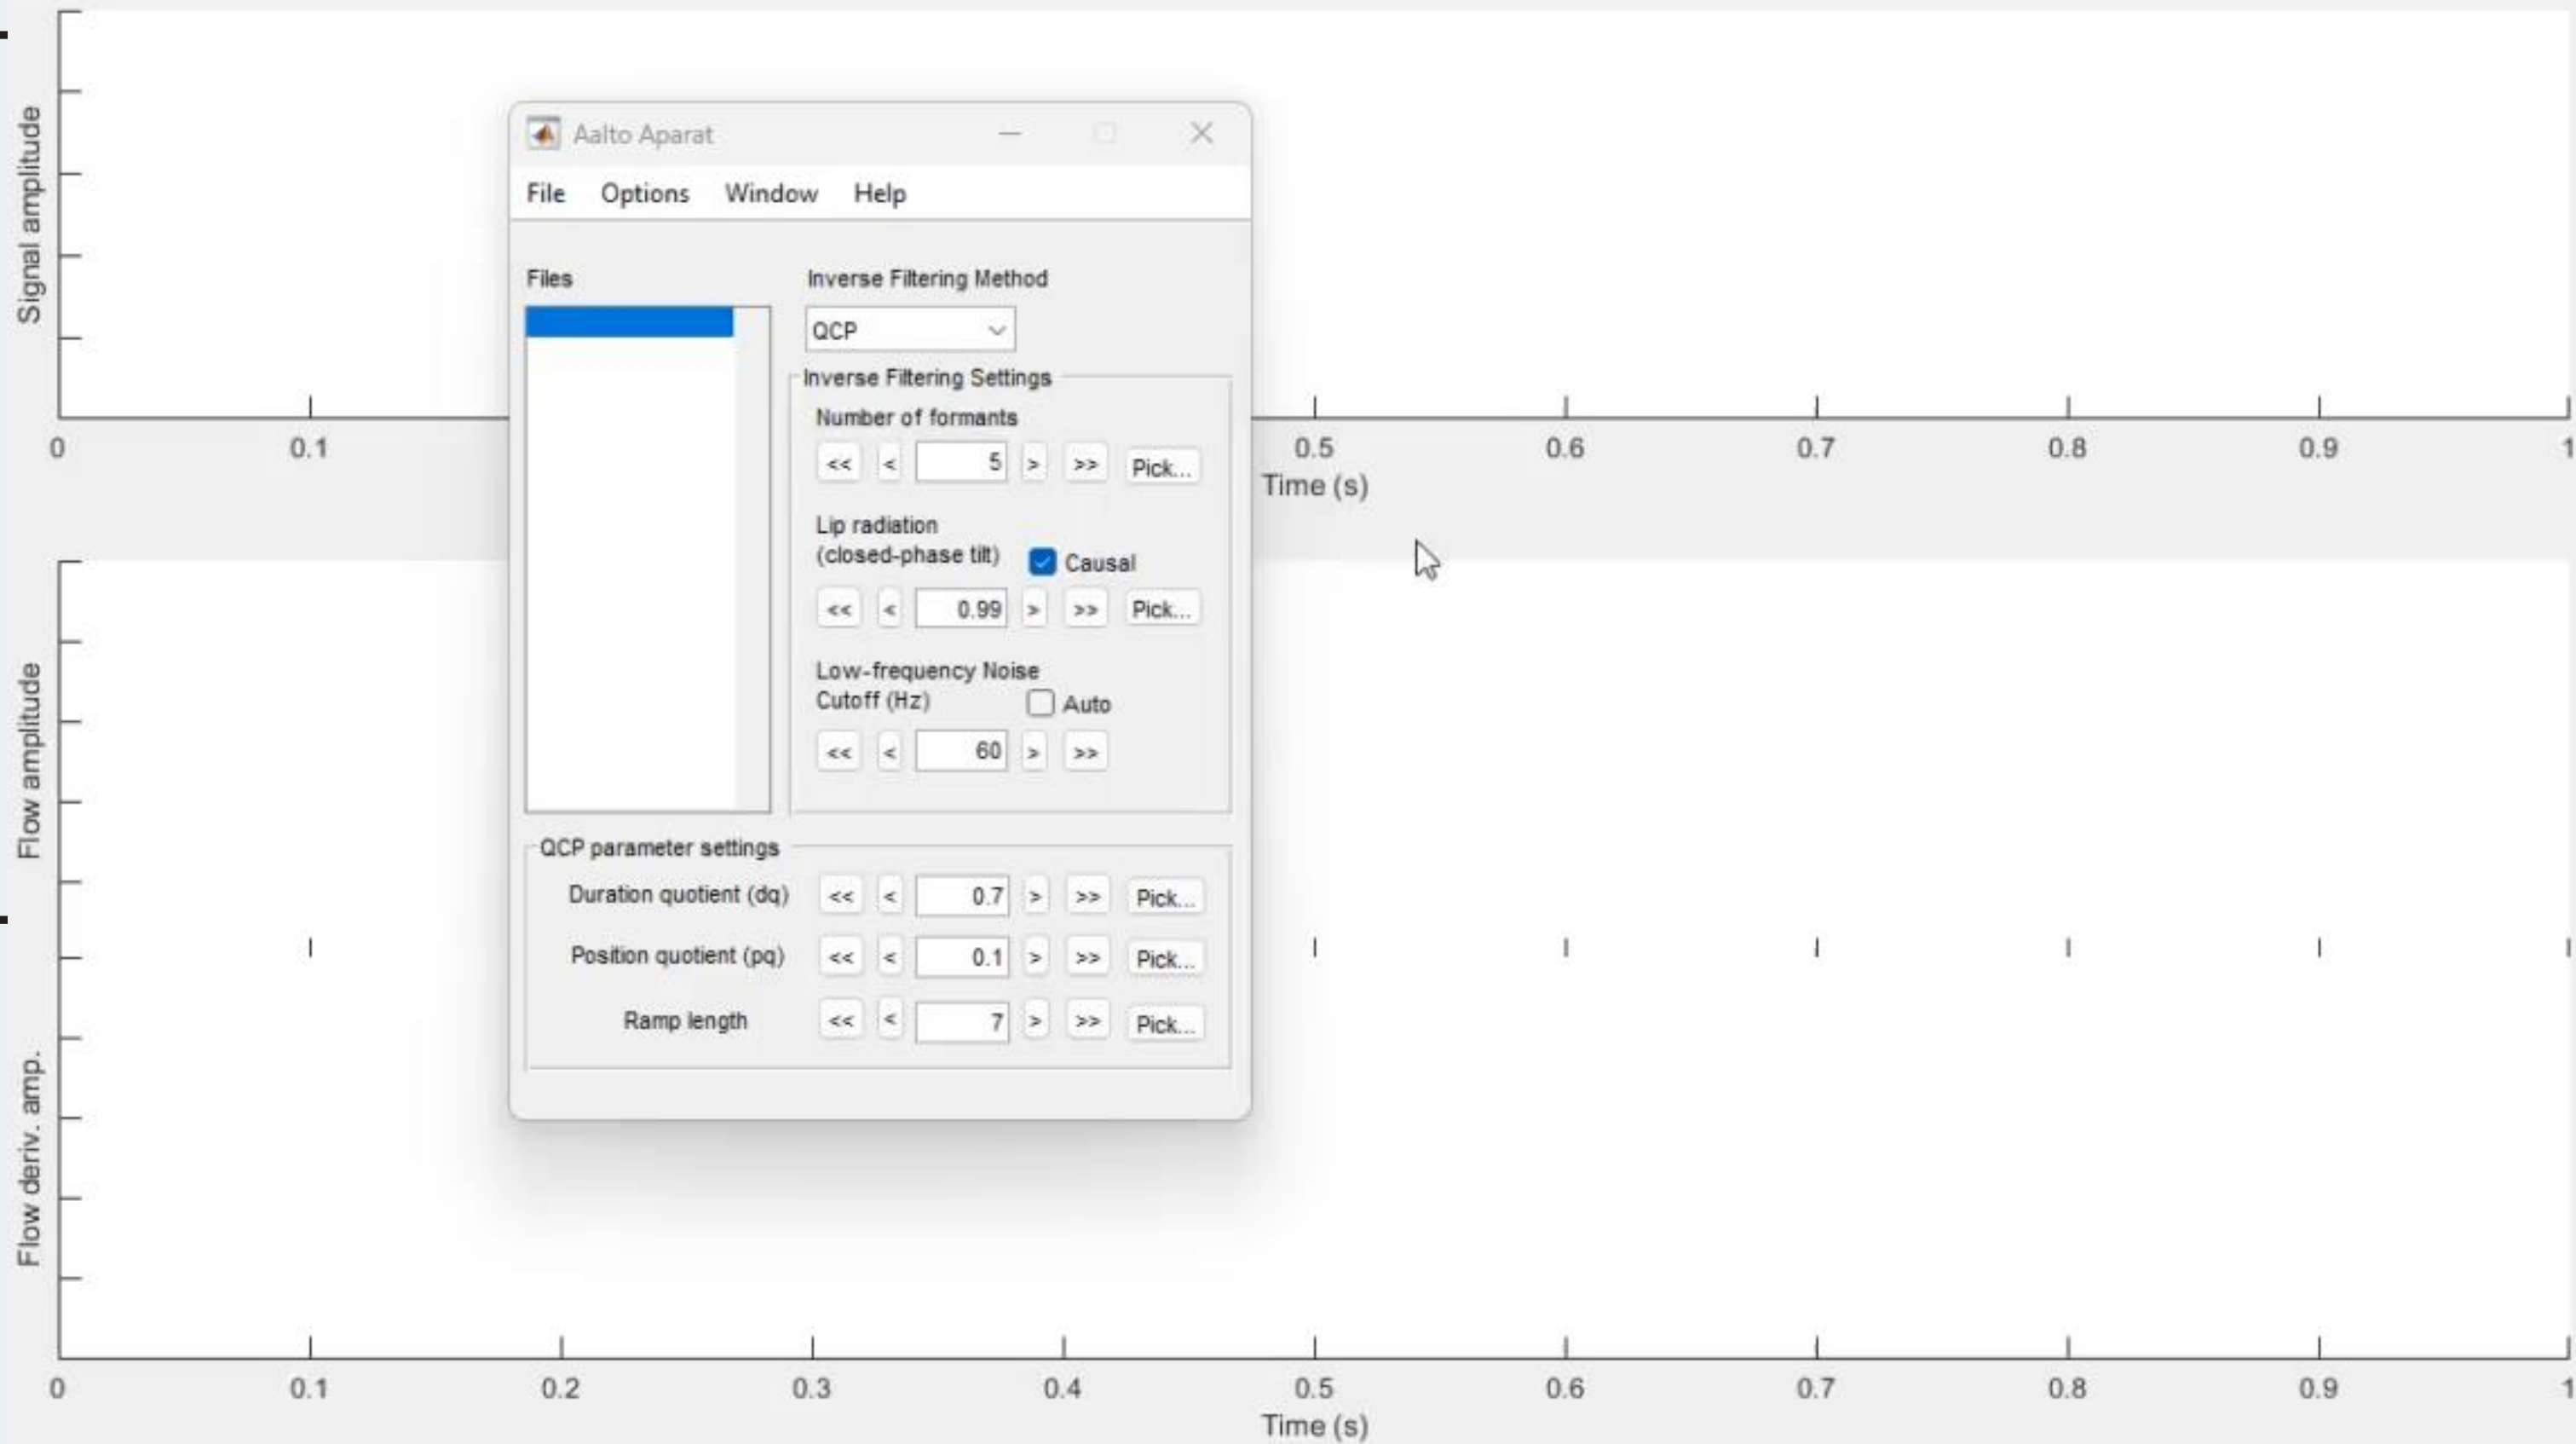 Signal amplitude
0 0.1 0.5 0.6 0.7 0.8 0.9 1
Time (s)
Aalto Aparat
File Options Window Help
Files
Inverse Filtering Method
QCP
Inverse Filtering Settings
Number of formants
<< < 5 > >> Pick...
Lip radiation
(closed-phase tilt) Causal
<< < 0.99 > >> Pick...
Low-frequency Noise
Cutoff (Hz) Auto
<< < 60 > >>
QCP parameter settings
Duration quotient (dq) << < 0.7 > >> Pick...
Position quotient (pq) << < 0.1 > >> Pick...
Ramp length << < 7 > >> Pick...
Flow amplitude
Flow deriv. amp.
0 0.1 0.2 0.3 0.4 0.5 0.6 0.7 0.8 0.9 1
Time (s)